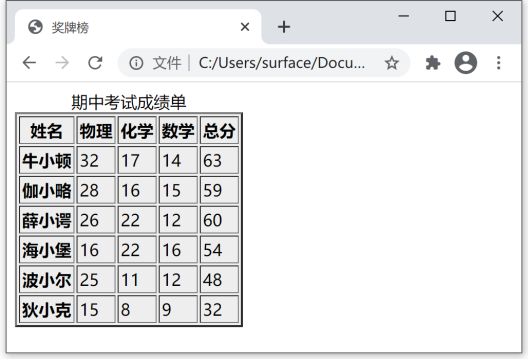 奖牌榜
文件 C:/Users/surface/Docu...
期中考试成绩单
姓名 物理 化学 数学 总分
牛小顿 32 17 14 63
伽小略 28 16 15 59
薛小谔 26 22 12 60
海小堡 16 22 16 54
波小尔 25 11 12 48
狄小克 15 8 9 32